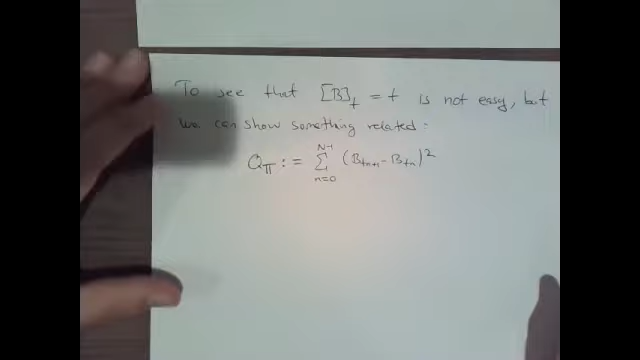 To see that [B]_t = t is not easy, but
we can show something related:
Q_Π := ∑_{n=0}^{N-1} (B_{t_{n+1}} - B_{t_n})^2